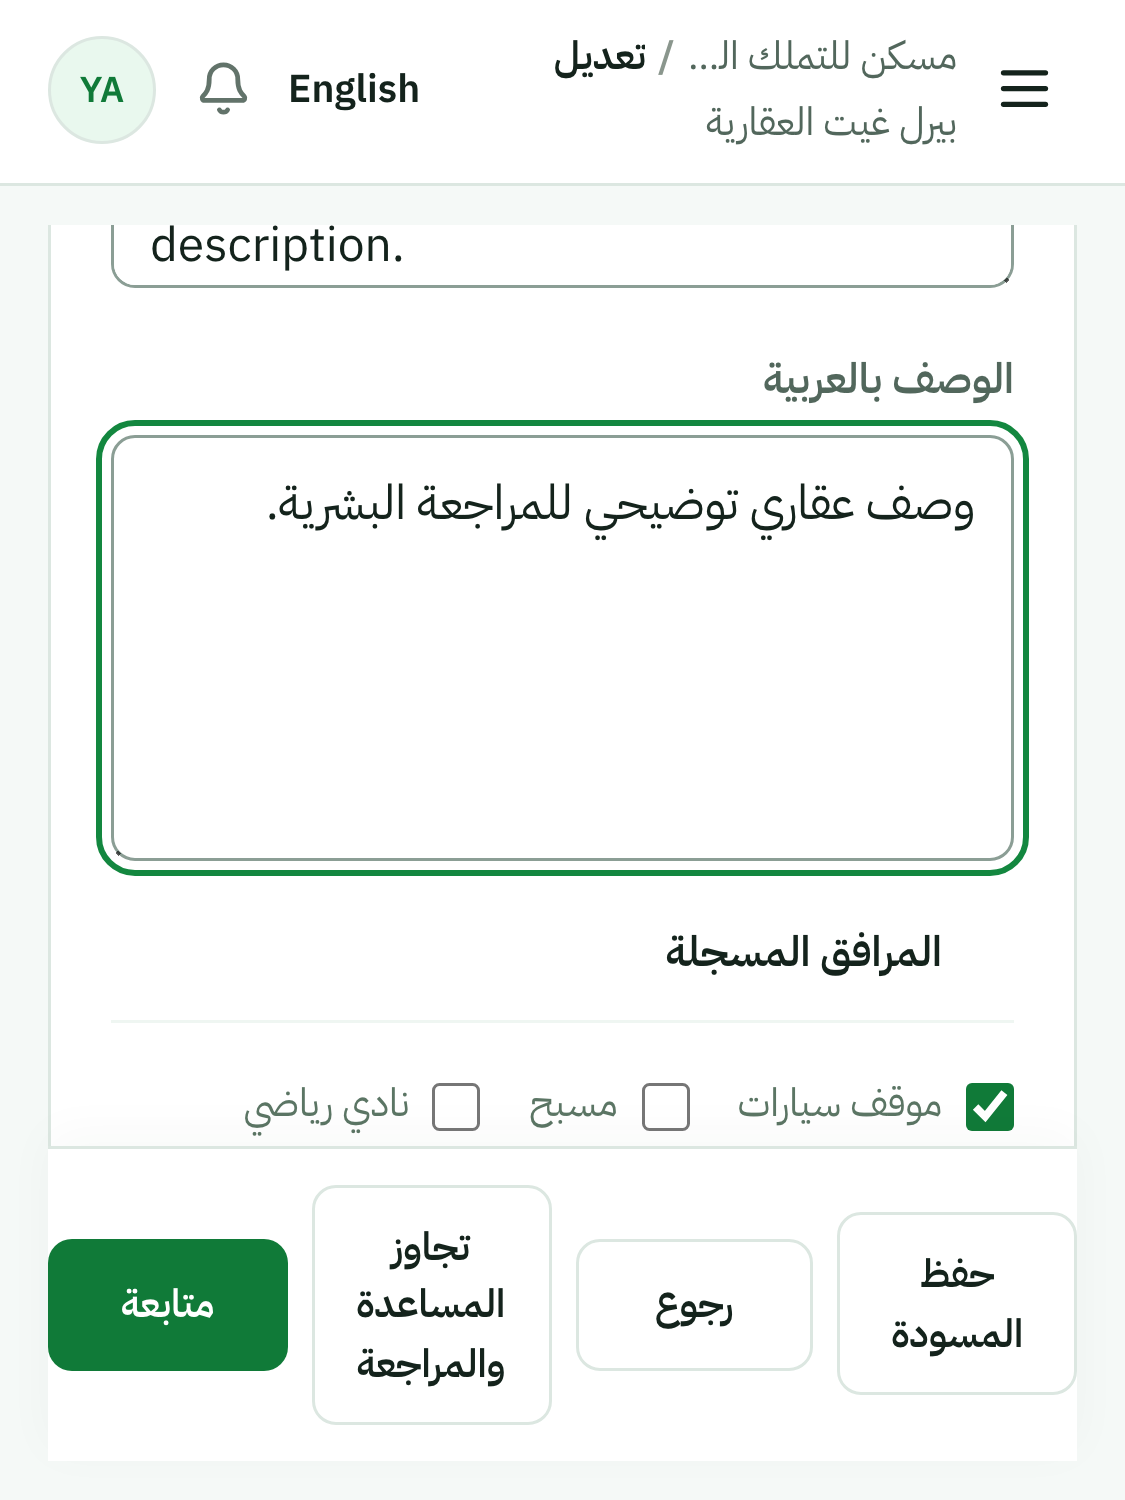 مسكن للتملك الـ... / تعديل
بيرل غيت العقارية
English
YA
description.
الوصف بالعربية
وصف عقاري توضيحي للمراجعة البشرية.
المرافق المسجلة
موقف سيارات
مسبح
نادي رياضي
حفظ
المسودة
رجوع
تجاوز
المساعدة
والمراجعة
متابعة